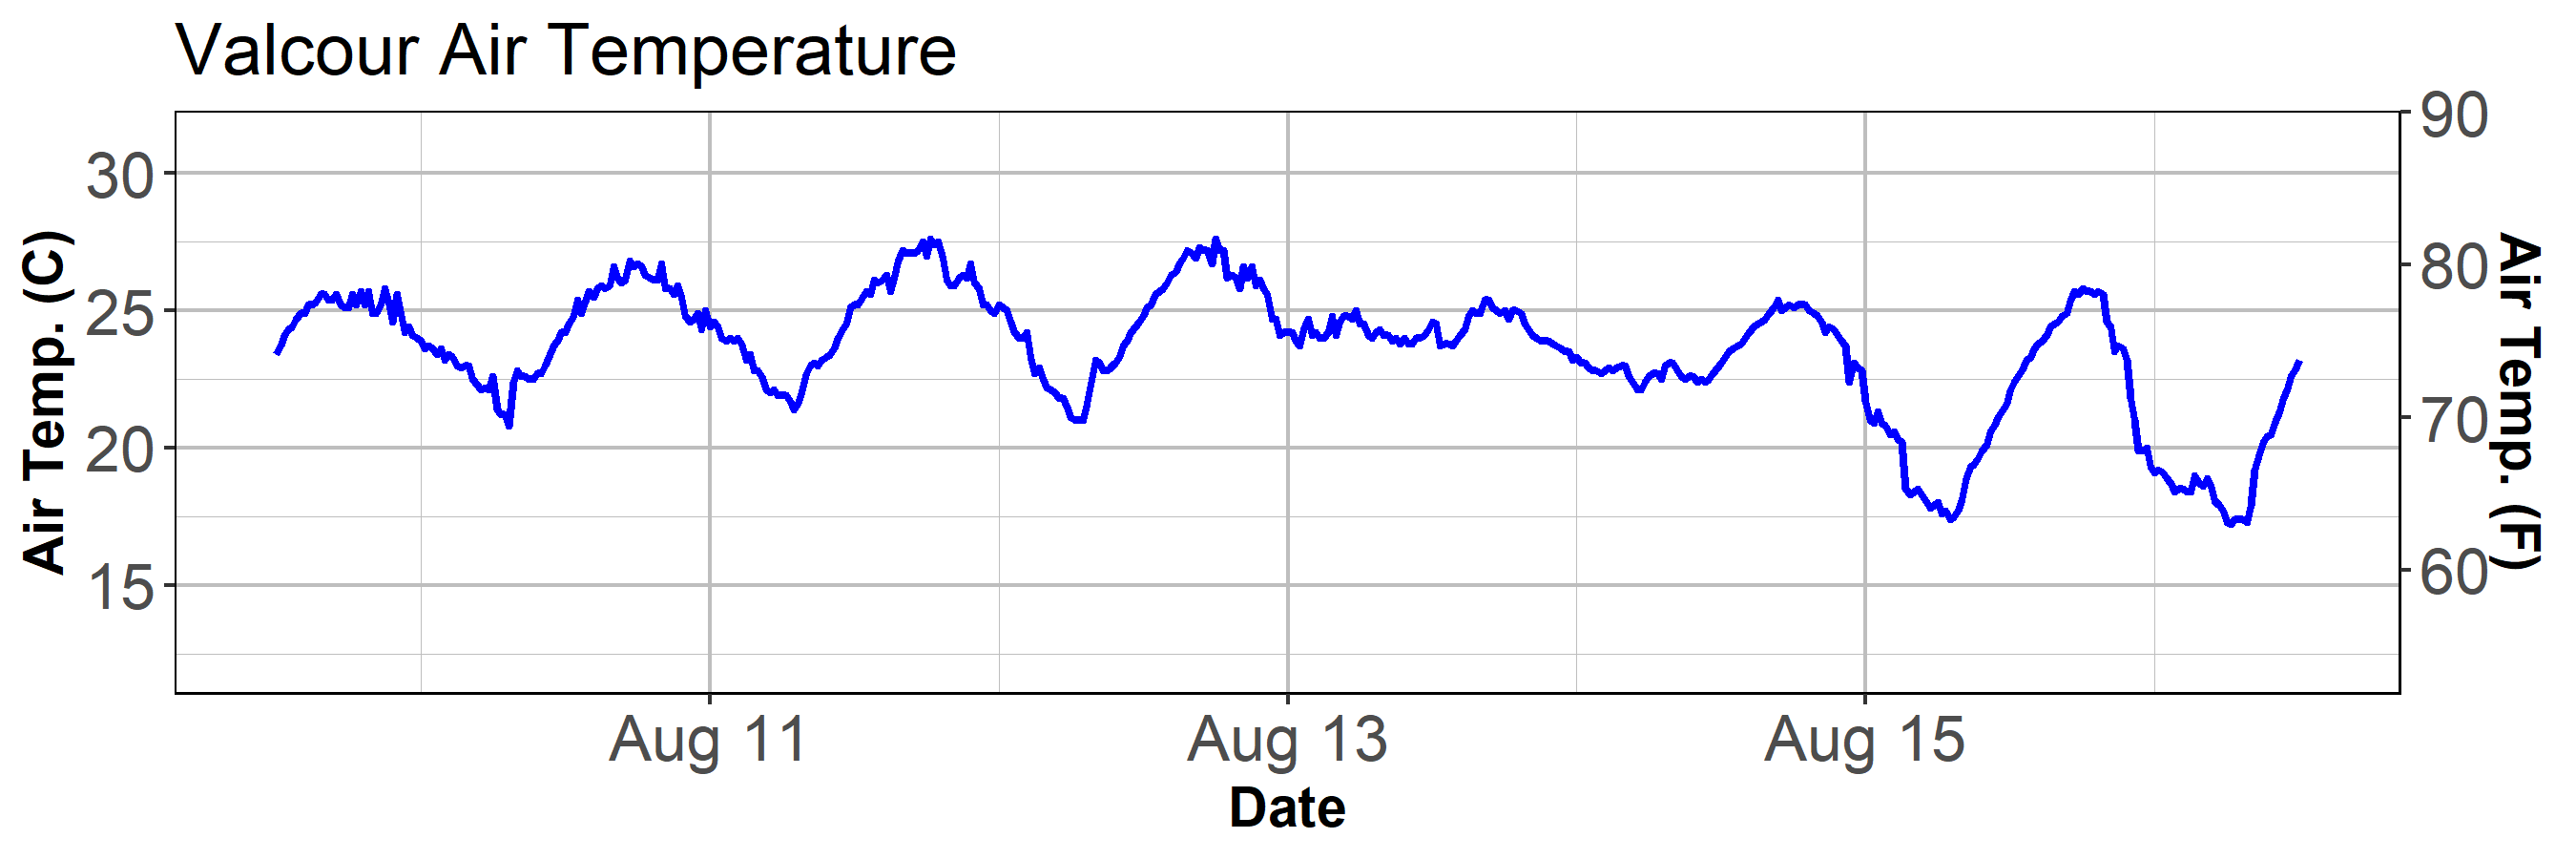 Valcour Air Temperature
Air Temp. (C)
30
25
20
15
90
80
70
60
Air Temp. (F)
Aug 11
Aug 13
Aug 15
Date